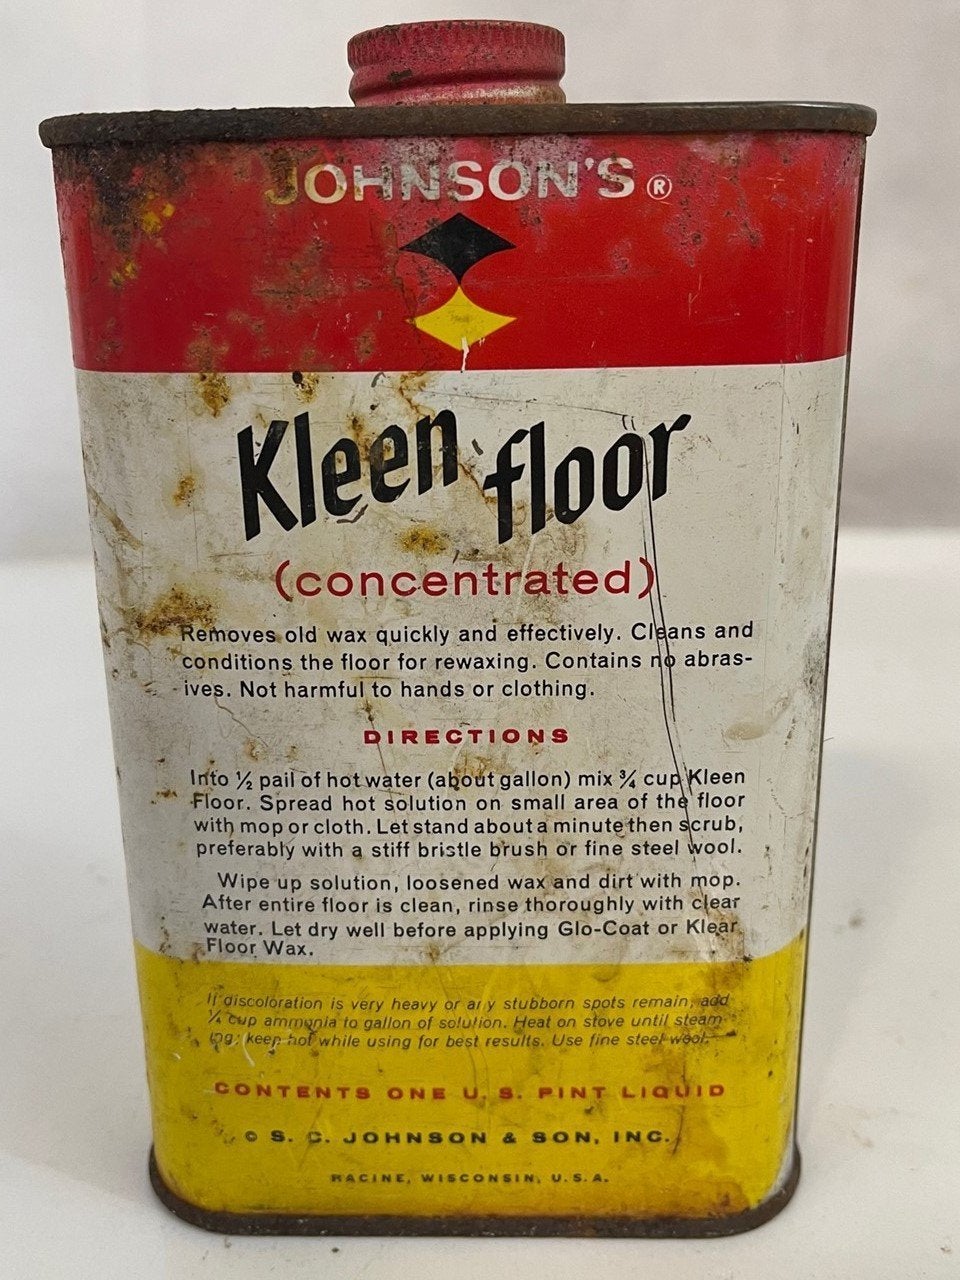 JOHNSON'S®
Kleen floor
(concentrated)
Removes old wax quickly and effectively. Cleans and
conditions the floor for rewaxing. Contains no abras-
ives. Not harmful to hands or clothing.
DIRECTIONS
Into ½ pail of hot water (about gallon) mix ¾ cup Kleen
Floor. Spread hot solution on small area of the floor
with mop or cloth. Let stand about a minute then scrub,
preferably with a stiff bristle brush or fine steel wool.
Wipe up solution, loosened wax and dirt with mop.
After entire floor is clean, rinse thoroughly with clear
water. Let dry well before applying Glo-Coat or Klear
Floor Wax.
If discoloration is very heavy or any stubborn spots remain, add
¼ cup ammonia to gallon of solution. Heat on stove until steam-
ing; keep hot while using for best results. Use fine steel wool.
CONTENTS ONE U. S. PINT LIQUID
© S. C. JOHNSON & SON, INC.
RACINE, WISCONSIN, U.S.A.